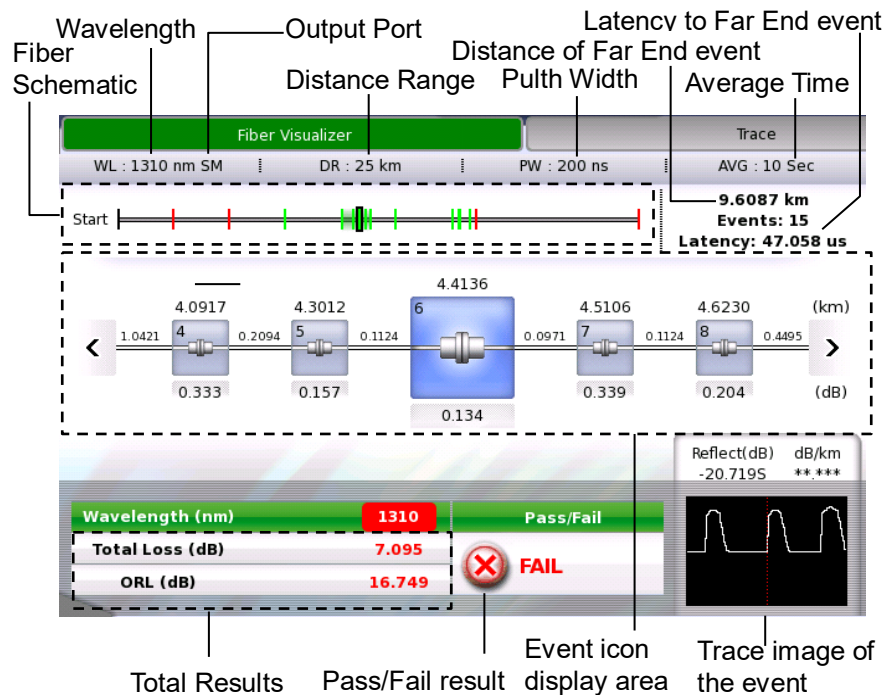 Latency to Far End event
Wavelength
Output Port
Distance of Far End event
Fiber
Schematic
Distance Range
Pulth Width
Average Time
Fiber Visualizer
Trace
WL : 1310 nm SM
DR : 25 km
PW : 200 ns
AVG : 10 Sec
9.6087 km
Start
Events: 15
Latency: 47.058 us
4.4136
4.0917
4.3012
4.5106
4.6230
(km)
4
5
6
7
8
1.0421
0.2094
0.1124
0.0971
0.1124
0.4495
0.333
0.157
0.134
0.339
0.204
(dB)
Reflect(dB)
dB/km
-20.719S
**.***
Wavelength (nm)
1310
Pass/Fail
Total Loss (dB)
7.095
FAIL
ORL (dB)
16.749
Total Results
Pass/Fail result
Event icon
display area
Trace image of
the event